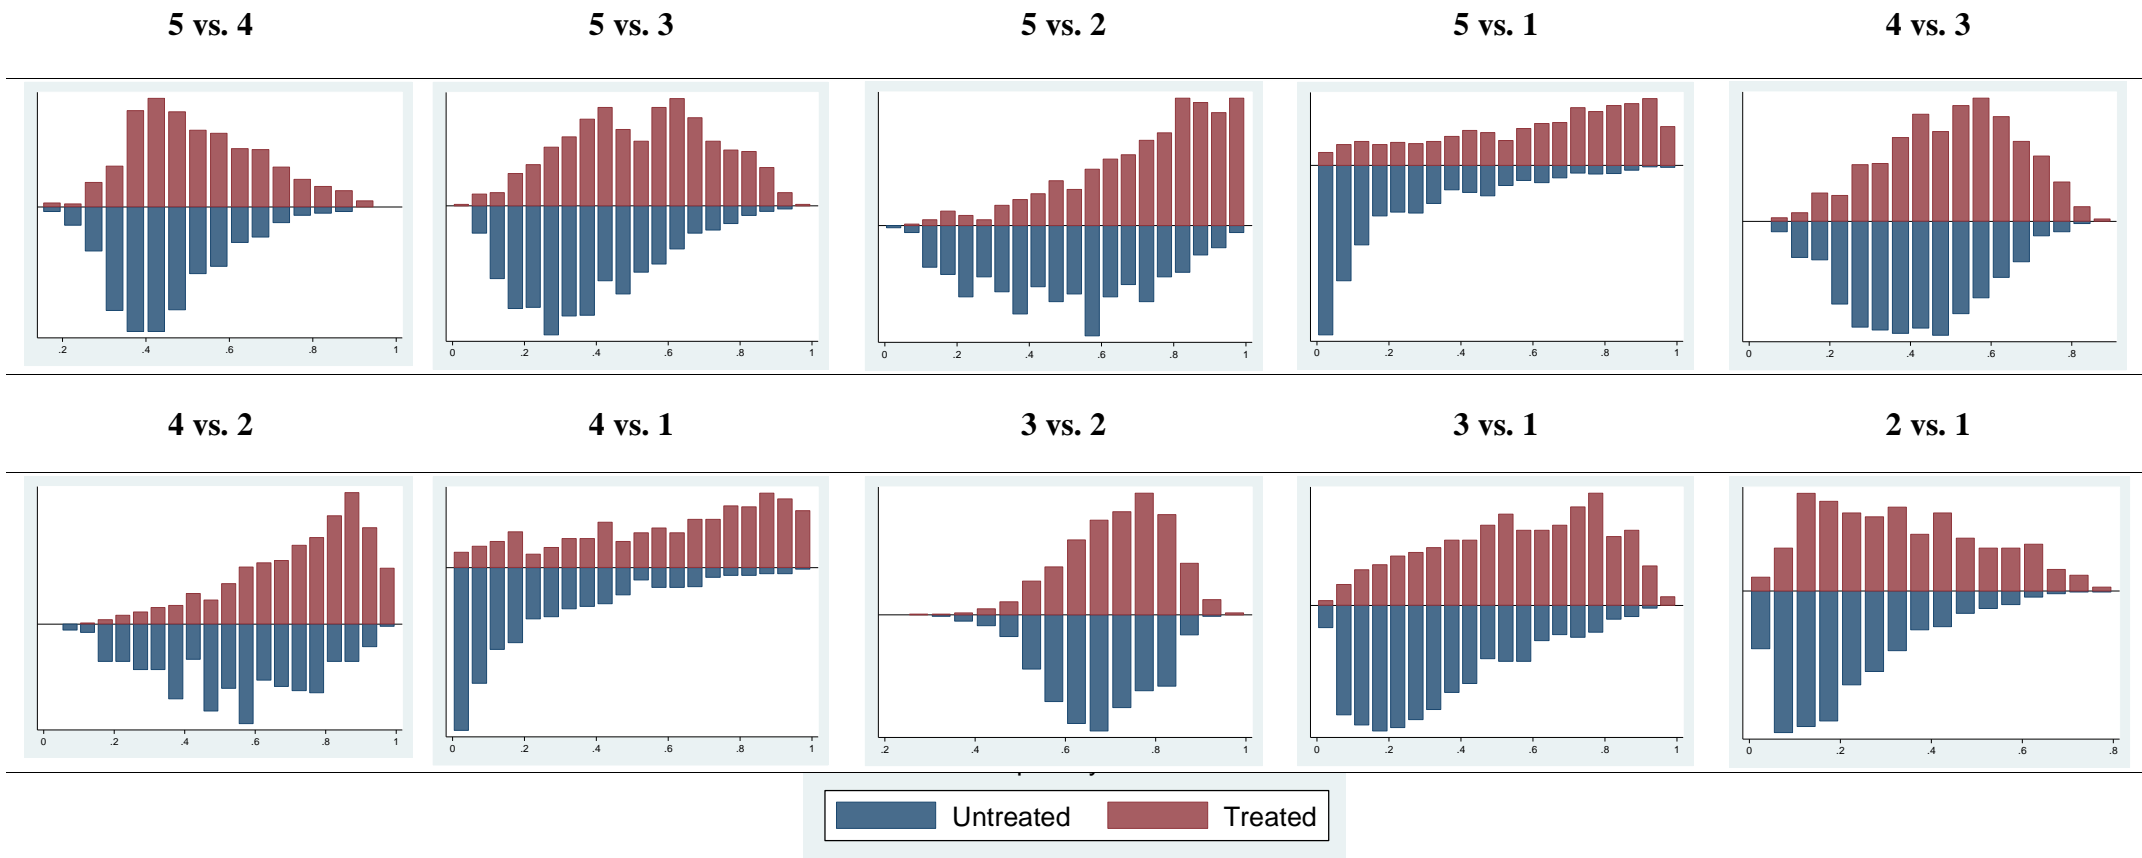 5 vs. 4 5 vs. 3 5 vs. 2 5 vs. 1 4 vs. 3
.2 .4 .6 .8 1 0 .2 .4 .6 .8 1 0 .2 .4 .6 .8 1 0 .2 .4 .6 .8 1 0 .2 .4 .6 .8
4 vs. 2 4 vs. 1 3 vs. 2 3 vs. 1 2 vs. 1
0 .2 .4 .6 .8 1 0 .2 .4 .6 .8 1 .2 .4 .6 .8 1 0 .2 .4 .6 .8 1 0 .2 .4 .6 .8
Untreated Treated